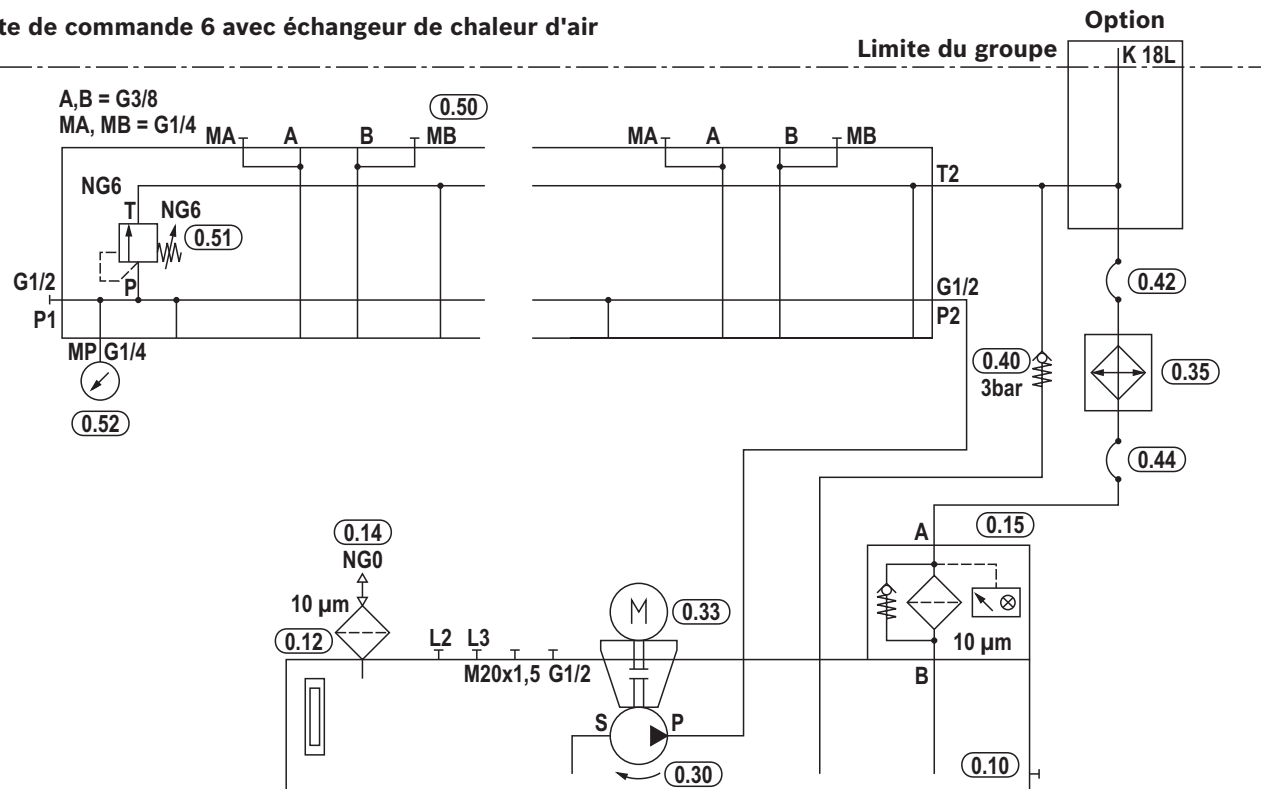 te de commande 6 avec échangeur de chaleur d'air
Option
Limite du groupe
K 18L
A,B = G3/8
MA, MB = G1/4
0.50
MA A B MB
MA A B MB
T2
NG6
T NG6
0.51
P
G1/2
P1
G1/2
P2
0.42
MP G1/4
0.40
3bar
0.35
0.52
0.44
0.14
NG0
A
0.15
10 µm
M
0.33
0.12
L2 L3
10 µm
M20x1,5 G1/2
B
S P
0.30
0.10